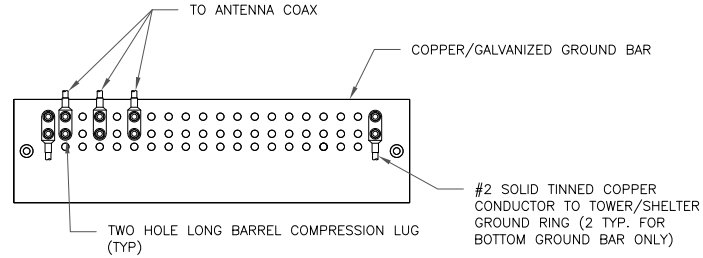 TO ANTENNA COAX
COPPER/GALVANIZED GROUND BAR
#2 SOLID TINNED COPPER
CONDUCTOR TO TOWER/SHELTER
GROUND RING (2 TYP. FOR
BOTTOM GROUND BAR ONLY)
TWO HOLE LONG BARREL COMPRESSION LUG
(TYP)